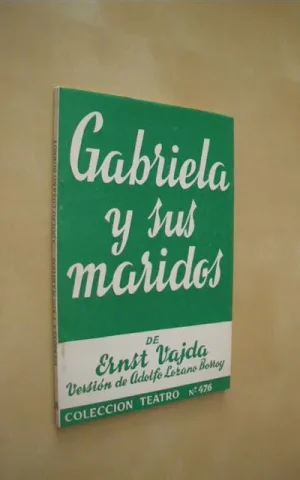 Gabriela
y sus
maridos
DE
Ernst Vajda
Versión de Adolfo Lozano Borroy
COLECCION TEATRO Nº 476